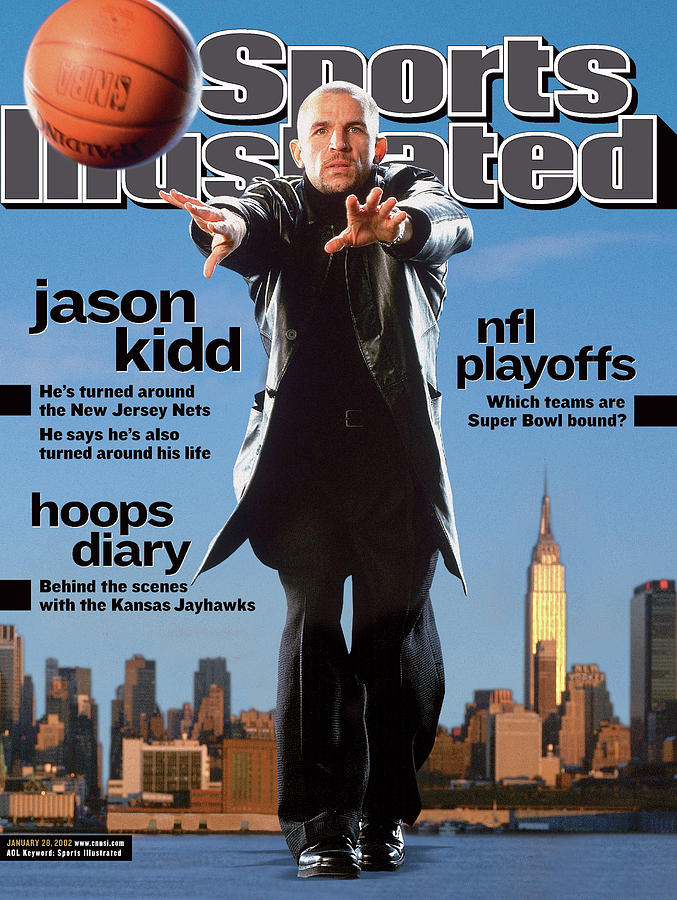 Sports
Illustrated
NBA
SPALDING
jason
kidd
He's turned around
the New Jersey Nets
He says he's also
turned around his life
nfl
playoffs
Which teams are
Super Bowl bound?
hoops
diary
Behind the scenes
with the Kansas Jayhawks
JANUARY 28, 2002 www.cnnsi.com
AOL Keyword: Sports Illustrated